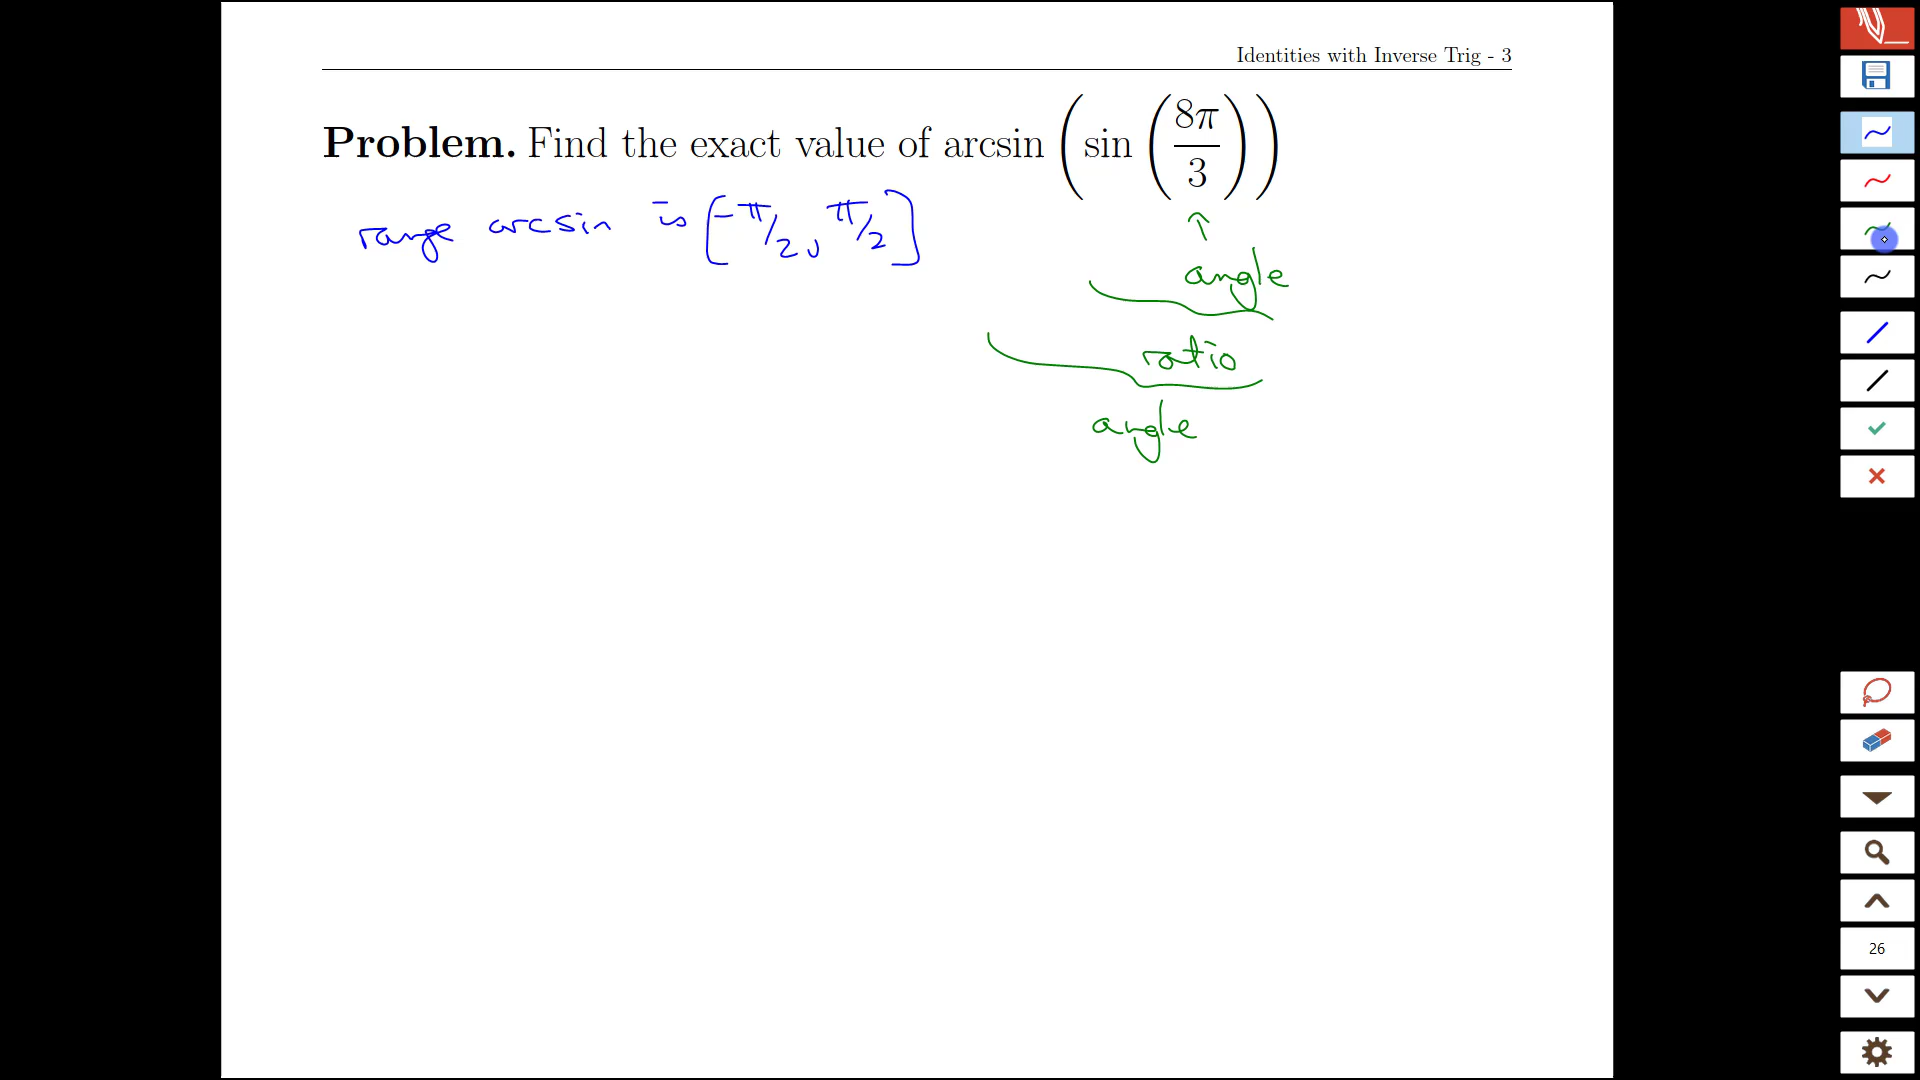 Identities with Inverse Trig - 3
Problem. Find the exact value of arcsin(sin(8π/3))
range arcsin is [-π/2, π/2]
↑
angle
ratio
angle
26